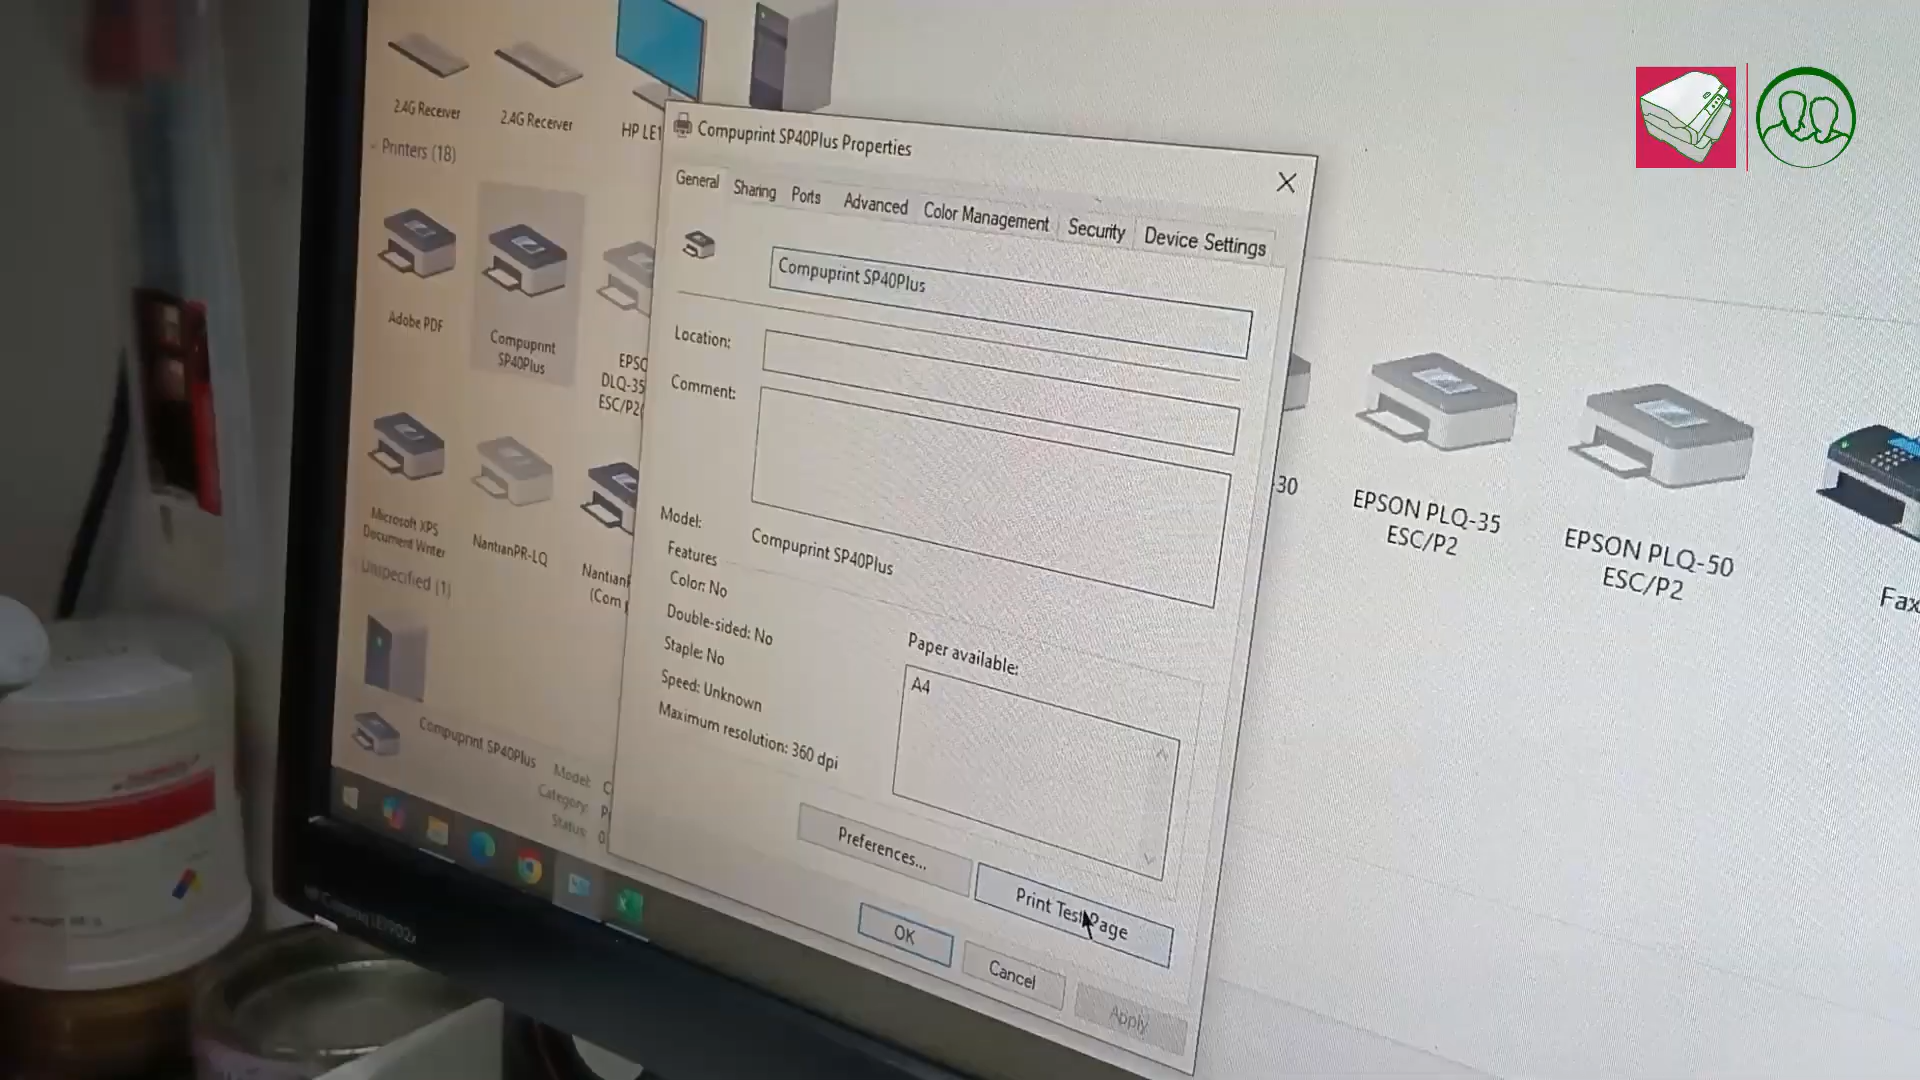 2.4G Receiver
2.4G Receiver
HP LE1
Printers (18)
Adobe PDF
Compuprint
SP40Plus
EPSO
DLQ-35
ESC/P2(
Microsoft XPS
Document Writer
NantianPR-LQ
Nantian
(Com
Unspecified (1)
Compuprint SP40Plus
Model: C
Category: P
Status: 0
Compuprint SP40Plus Properties
General
Sharing
Ports
Advanced
Color Management
Security
Device Settings
Compuprint SP40Plus
Location:
Comment:
Model:
Compuprint SP40Plus
Features
Color: No
Double-sided: No
Staple: No
Speed: Unknown
Maximum resolution: 360 dpi
Paper available:
A4
Preferences...
Print Test Page
OK
Cancel
Apply
30
EPSON PLQ-35
ESC/P2
EPSON PLQ-50
ESC/P2
Fax